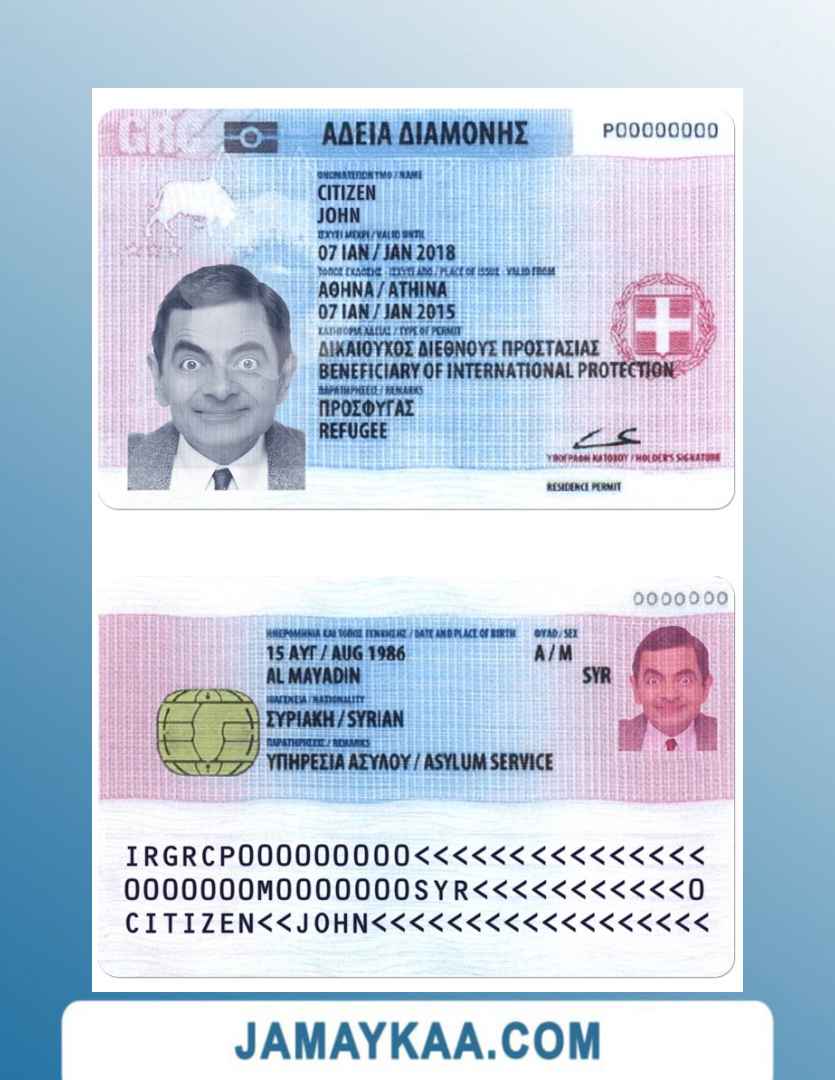 GRC
ΑΔΕΙΑ ΔΙΑΜΟΝΗΣ
P00000000
ΟΝΟΜΑΤΕΠΩΝΥΜΟ / NAME
CITIZEN
JOHN
ΙΣΧΥΕΙ ΜΕΧΡΙ / VALID UNTIL
07 ΙΑΝ / JAN 2018
ΤΟΠΟΣ ΕΚΔΟΣΗΣ - ΙΣΧΥΕΙ ΑΠΟ / PLACE OF ISSUE - VALID FROM
ΑΘΗΝΑ / ATHINA
07 ΙΑΝ / JAN 2015
ΚΑΤΗΓΟΡΙΑ ΑΔΕΙΑΣ / TYPE OF PERMIT
ΔΙΚΑΙΟΥΧΟΣ ΔΙΕΘΝΟΥΣ ΠΡΟΣΤΑΣΙΑΣ
BENEFICIARY OF INTERNATIONAL PROTECTION
ΠΑΡΑΤΗΡΗΣΕΙΣ / REMARKS
ΠΡΟΣΦΥΓΑΣ
REFUGEE
ΥΠΟΓΡΑΦΗ ΚΑΤΟΧΟΥ / HOLDER'S SIGNATURE
RESIDENCE PERMIT
0000000
ΗΜΕΡΟΜΗΝΙΑ ΚΑΙ ΤΟΠΟΣ ΓΕΝΝΗΣΗΣ / DATE AND PLACE OF BIRTH ΦΥΛΟ / SEX
15 ΑΥΓ / AUG 1986 Α / M
AL MAYADIN SYR
ΙΘΑΓΕΝΕΙΑ / NATIONALITY
ΣΥΡΙΑΚΗ / SYRIAN
ΠΑΡΑΤΗΡΗΣΕΙΣ / REMARKS
ΥΠΗΡΕΣΙΑ ΑΣΥΛΟΥ / ASYLUM SERVICE
IRGRCP000000000<<<<<<<<<<<<<<<
0000000M0000000SYR<<<<<<<<<<<0
CITIZEN<<JOHN<<<<<<<<<<<<<<<<<
JAMAYKAA.COM